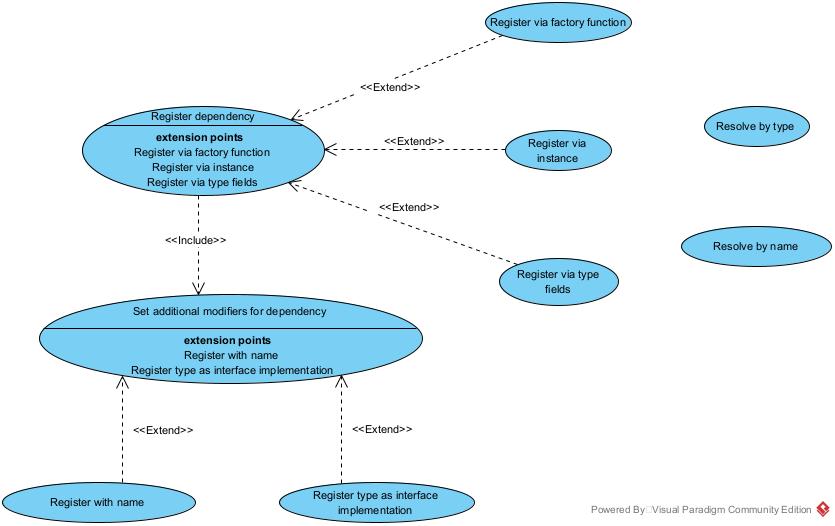 Register via factory function
<<Extend>>
Register dependency
extension points
Register via factory function
Register via instance
Register via type fields
<<Extend>>
Register via
instance
Resolve by type
<<Extend>>
<<Include>>
Resolve by name
Register via type
fields
Set additional modifiers for dependency
extension points
Register with name
Register type as interface implementation
<<Extend>>
<<Extend>>
Register with name
Register type as interface
implementation
Powered By Visual Paradigm Community Edition